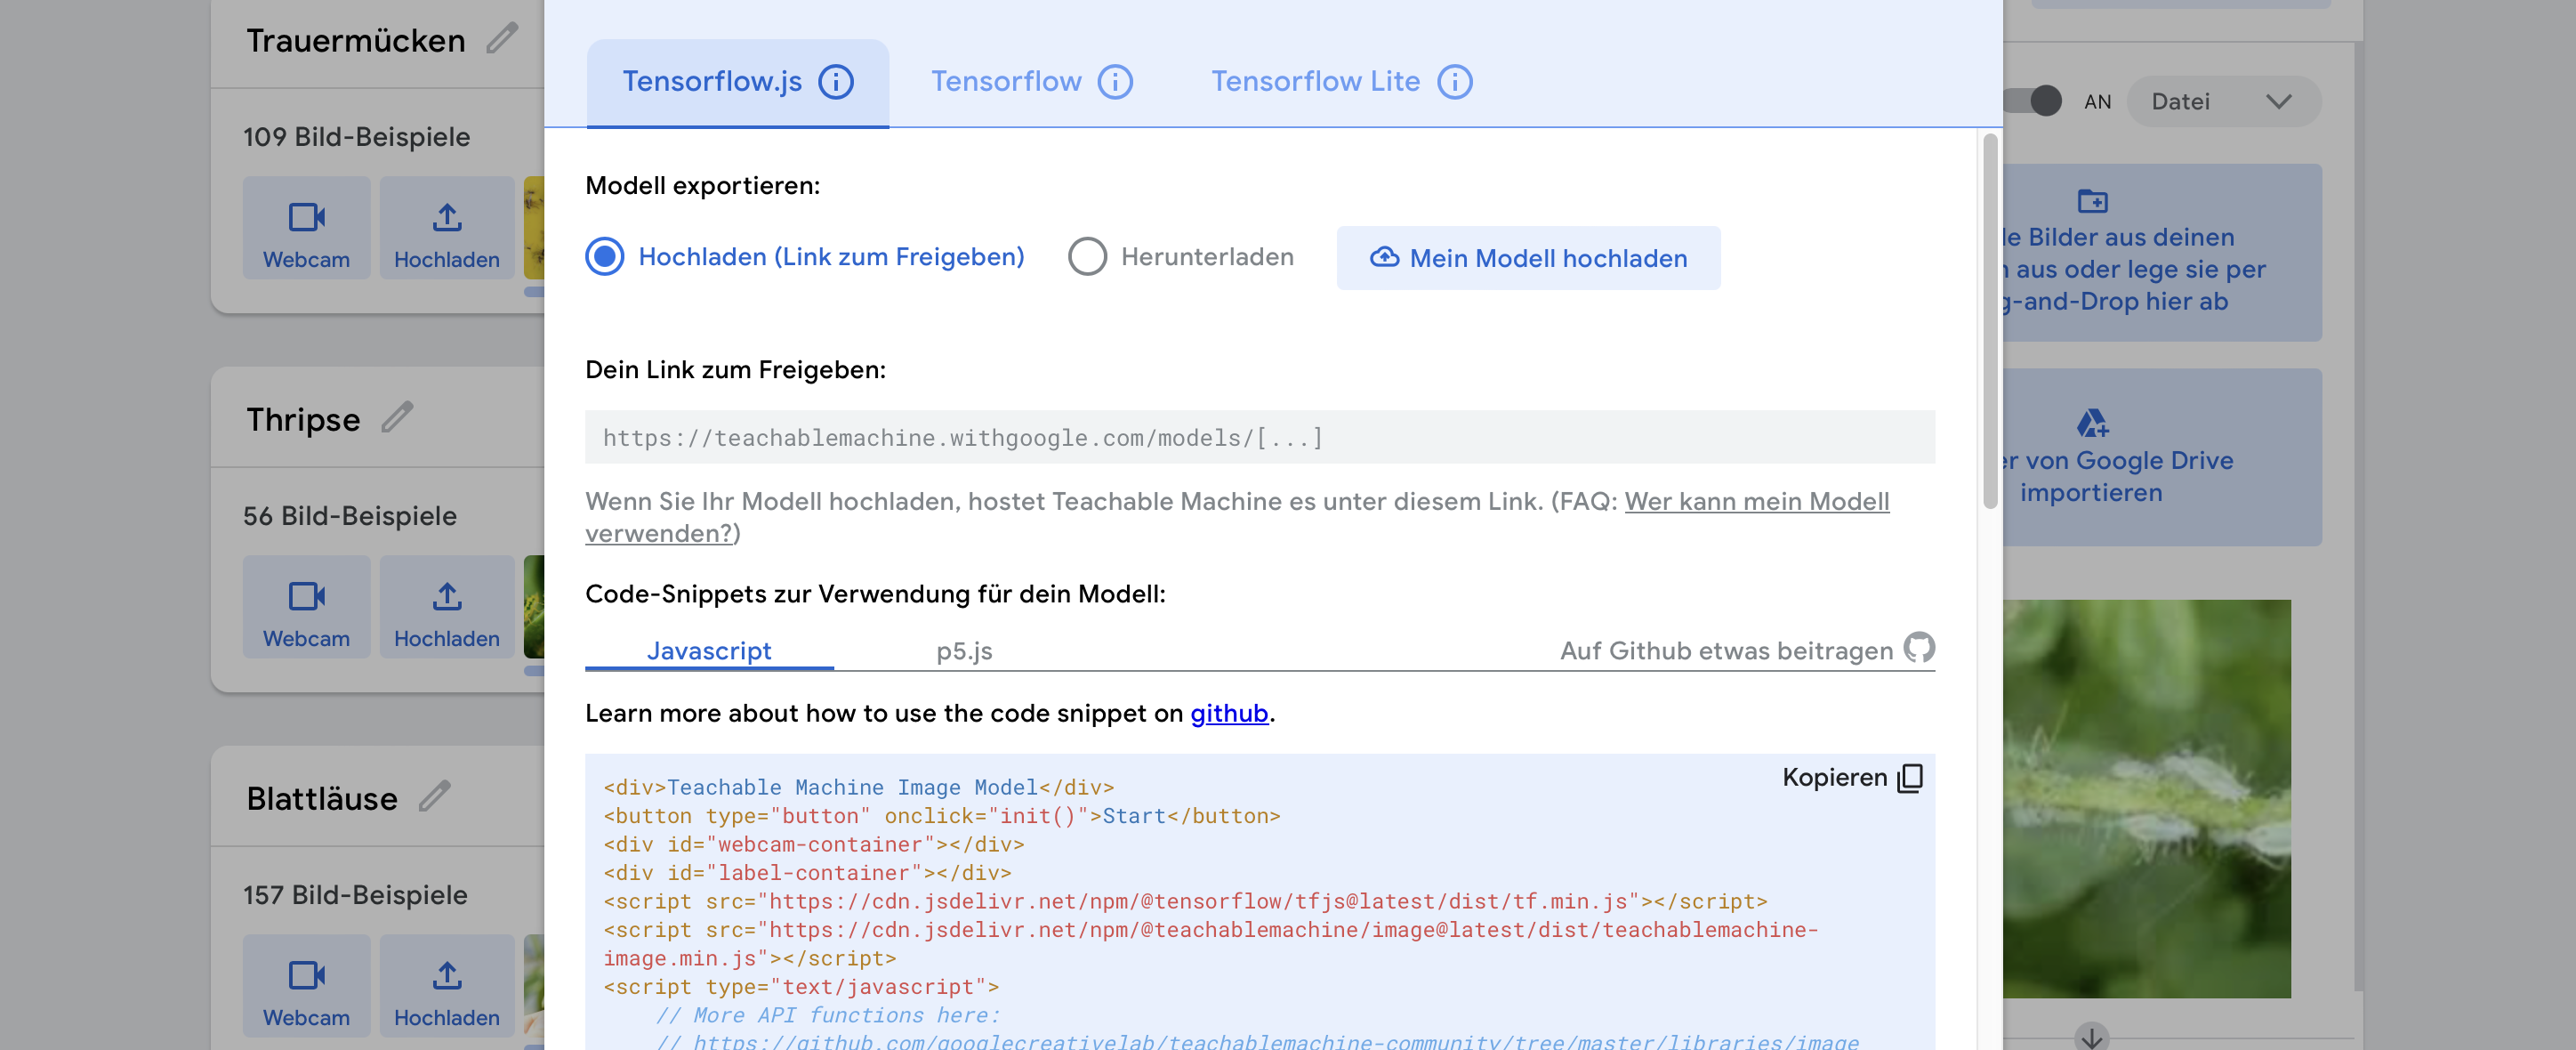 Trauermücken
109 Bild-Beispiele
Webcam
Hochladen
Thripse
56 Bild-Beispiele
Webcam
Hochladen
Blattläuse
157 Bild-Beispiele
Webcam
Hochladen
Tensorflow.js
Tensorflow
Tensorflow Lite
Modell exportieren:
Hochladen (Link zum Freigeben)
Herunterladen
Mein Modell hochladen
Dein Link zum Freigeben:
https://teachablemachine.withgoogle.com/models/[...]
Wenn Sie Ihr Modell hochladen, hostet Teachable Machine es unter diesem Link. (FAQ: Wer kann mein Modell
verwenden?)
Code-Snippets zur Verwendung für dein Modell:
Javascript
p5.js
Auf Github etwas beitragen
Learn more about how to use the code snippet on github.
Kopieren
<div>Teachable Machine Image Model</div>
<button type="button" onclick="init()">Start</button>
<div id="webcam-container"></div>
<div id="label-container"></div>
<script src="https://cdn.jsdelivr.net/npm/@tensorflow/tfjs@latest/dist/tf.min.js"></script>
<script src="https://cdn.jsdelivr.net/npm/@teachablemachine/image@latest/dist/teachablemachine-
image.min.js"></script>
<script type="text/javascript">
// More API functions here:
// https://github.com/googlecreativelab/teachablemachine-community/tree/master/libraries/image
AN
Datei
Bilder aus deinen
aus oder lege sie per
-and-Drop hier ab
von Google Drive
importieren